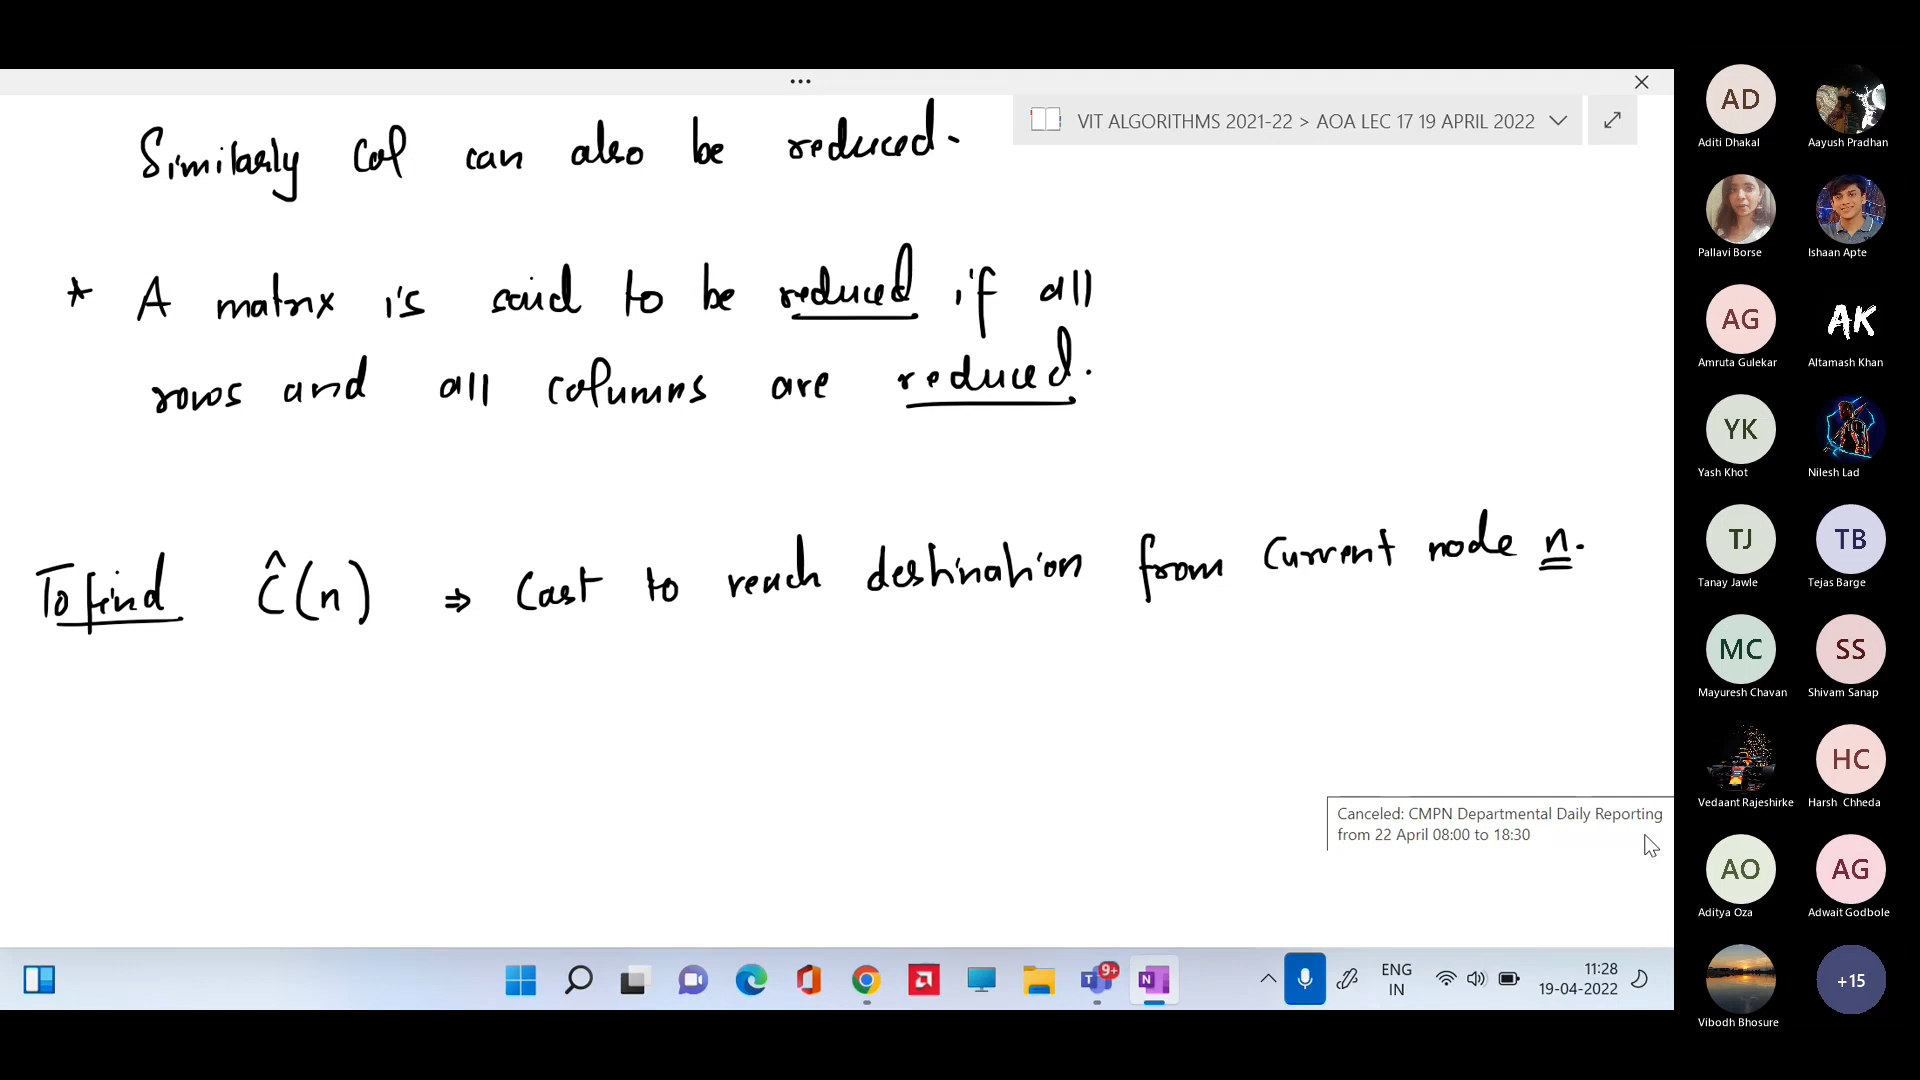 VIT ALGORITHMS 2021-22 > AOA LEC 17 19 APRIL 2022
Similarly Col can also be reduced.
* A matrix is said to be reduced if all
rows and all columns are reduced.
To find Ĉ(n) ⇒ Cost to reach destination from current node n.
Canceled: CMPN Departmental Daily Reporting
from 22 April 08:00 to 18:30
9+
ENG
IN
11:28
19-04-2022
AD
Aditi Dhakal
Aayush Pradhan
Pallavi Borse
Ishaan Apte
AG
Amruta Gulekar
AK
Altamash Khan
YK
Yash Khot
Nilesh Lad
TJ
Tanay Jawle
TB
Tejas Barge
MC
Mayuresh Chavan
SS
Shivam Sanap
Vedaant Rajeshirke
HC
Harsh Chheda
AO
Aditya Oza
AG
Adwait Godbole
Vibodh Bhosure
+15